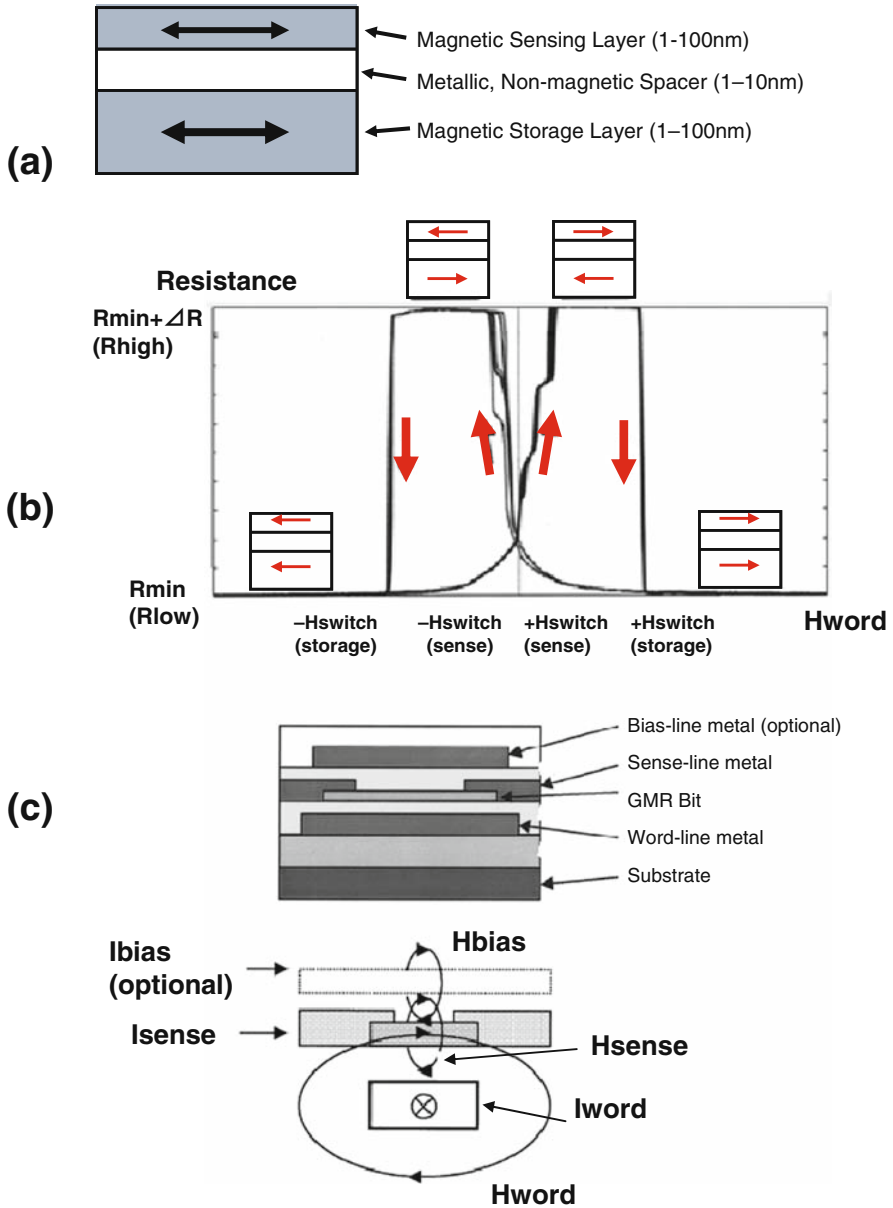 Magnetic Sensing Layer (1-100nm)
Metallic, Non-magnetic Spacer (1–10nm)
Magnetic Storage Layer (1–100nm)
(a)
Resistance
Rmin+⊿R
(Rhigh)
(b)
Rmin
(Rlow)
–Hswitch
(storage)
–Hswitch
(sense)
+Hswitch
(sense)
+Hswitch
(storage)
Hword
Bias-line metal (optional)
Sense-line metal
GMR Bit
Word-line metal
Substrate
(c)
Ibias
(optional)
Hbias
Isense
Hsense
Iword
Hword